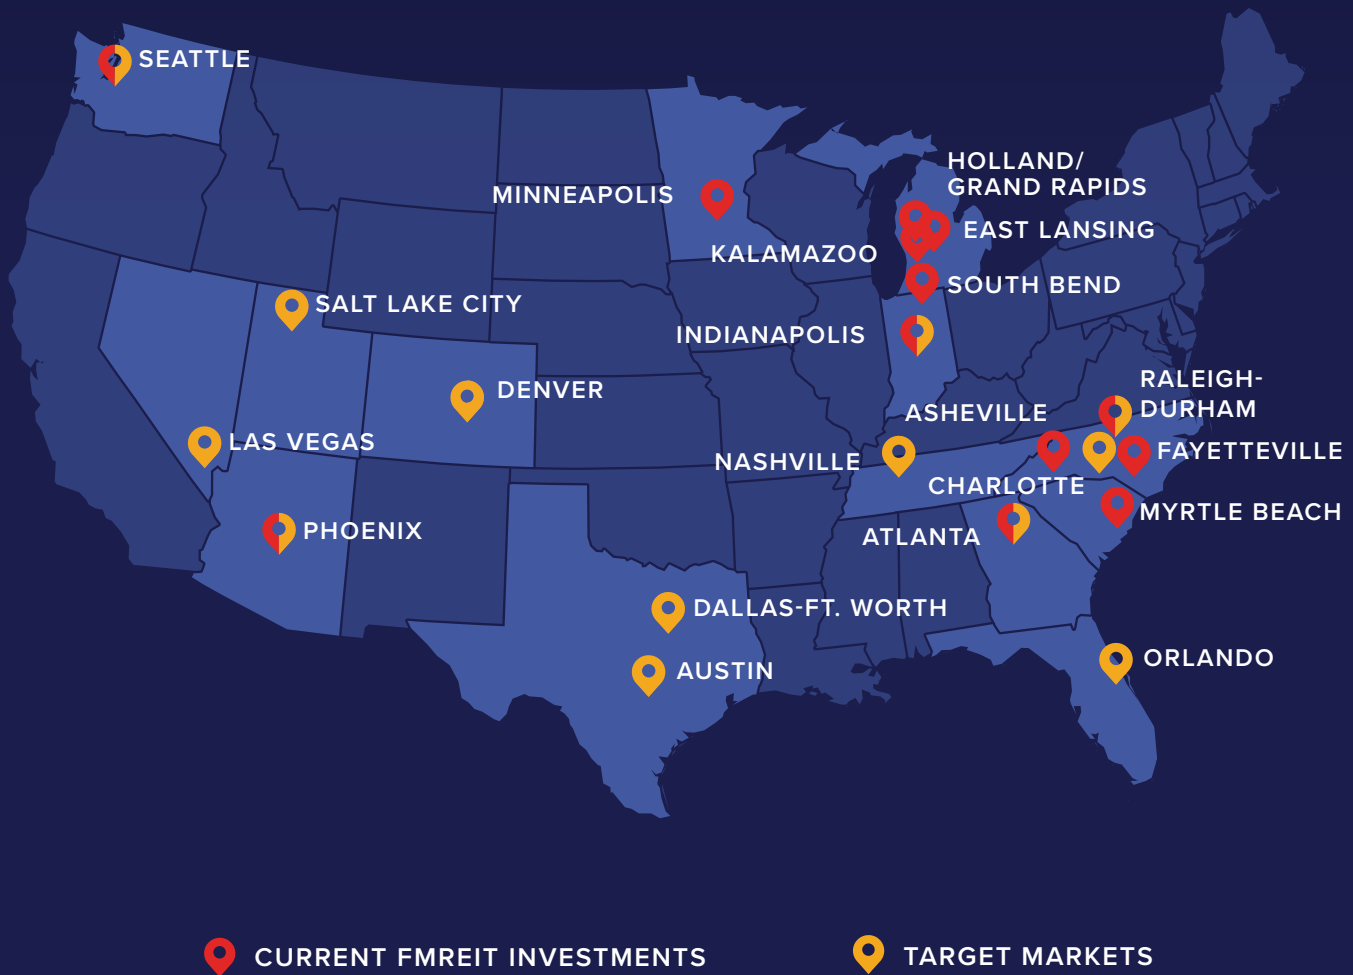 SEATTLE
HOLLAND/
GRAND RAPIDS
MINNEAPOLIS
EAST LANSING
KALAMAZOO
SOUTH BEND
SALT LAKE CITY
INDIANAPOLIS
DENVER
RALEIGH-
DURHAM
ASHEVILLE
LAS VEGAS
FAYETTEVILLE
NASHVILLE
CHARLOTTE
MYRTLE BEACH
PHOENIX
ATLANTA
DALLAS-FT. WORTH
ORLANDO
AUSTIN
CURRENT FMREIT INVESTMENTS
TARGET MARKETS